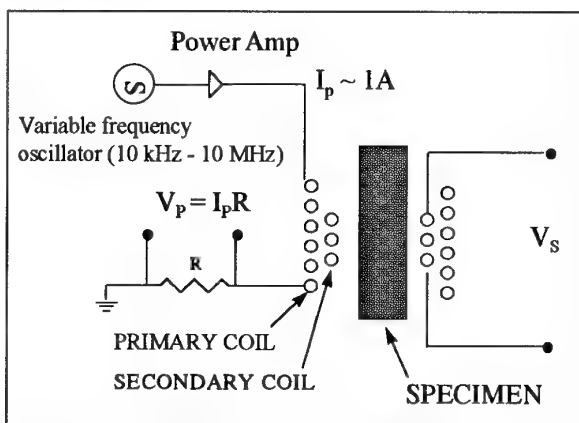 Power Amp
S
I_p ~ 1A
Variable frequency
oscillator (10 kHz - 10 MHz)
V_P = I_PR
R
V_S
PRIMARY COIL
SECONDARY COIL
SPECIMEN